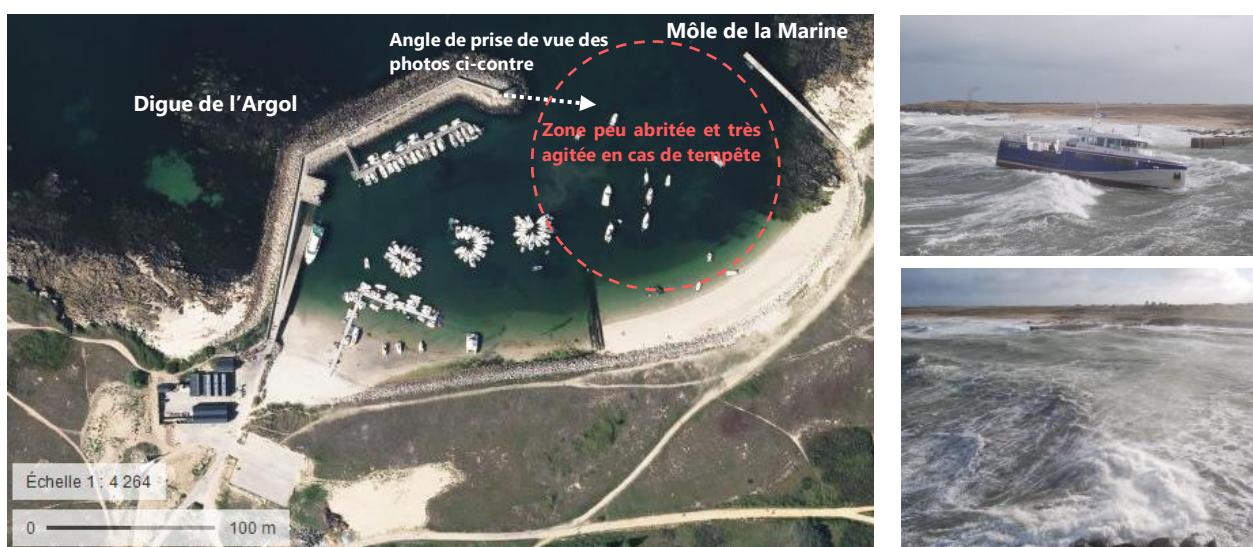 Angle de prise de vue des
photos ci-contre
Môle de la Marine
Digue de l'Argol
Zone peu abritée et très
agitée en cas de tempête
Échelle 1 : 4 264
0 100 m